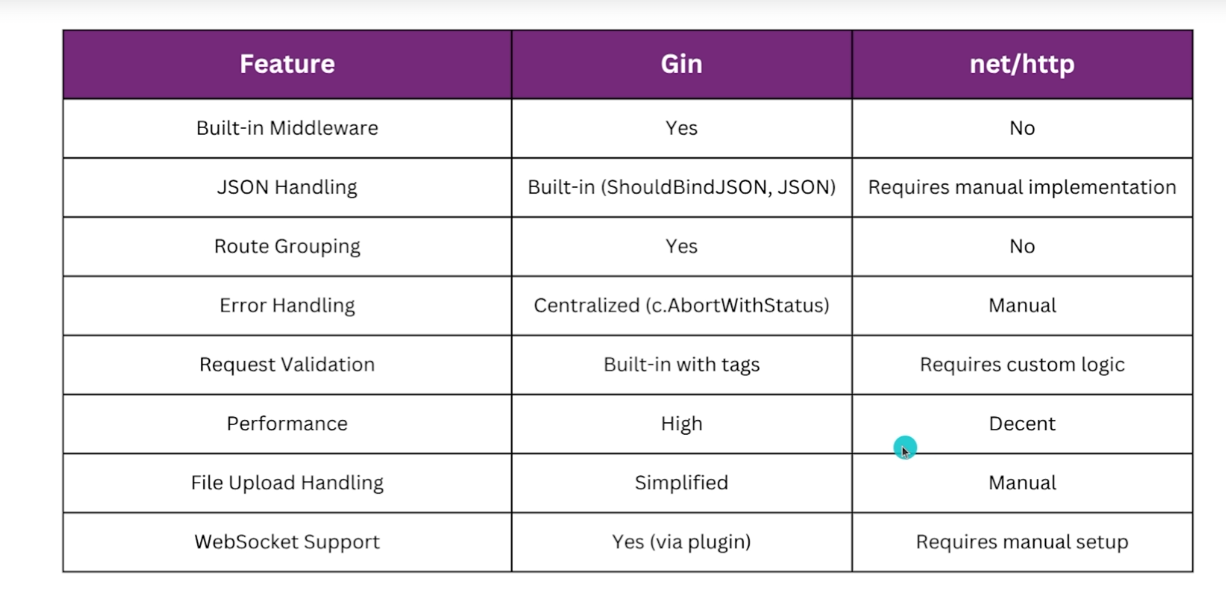 Feature Gin net/http
Built-in Middleware Yes No
JSON Handling Built-in (ShouldBindJSON, JSON) Requires manual implementation
Route Grouping Yes No
Error Handling Centralized (c.AbortWithStatus) Manual
Request Validation Built-in with tags Requires custom logic
Performance High Decent
File Upload Handling Simplified Manual
WebSocket Support Yes (via plugin) Requires manual setup